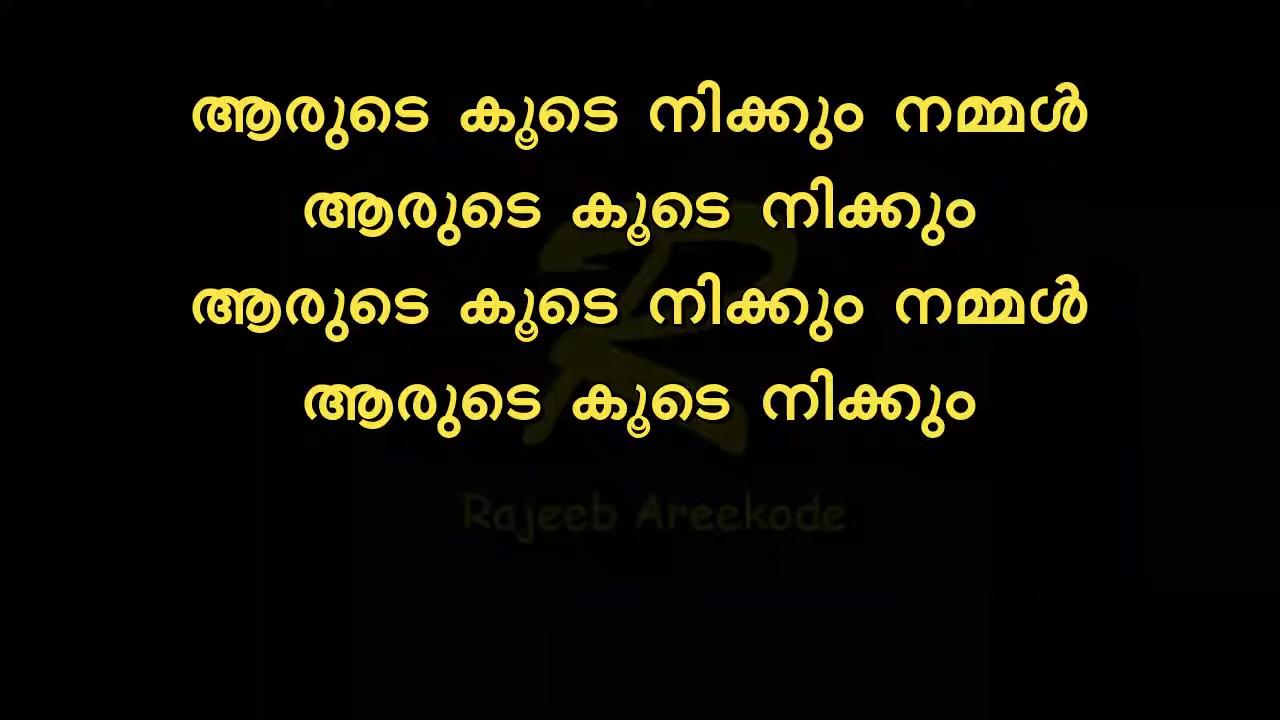 ആരുടെ കൂടെ നിക്കും നമ്മൾ
ആരുടെ കൂടെ നിക്കും
ആരുടെ കൂടെ നിക്കും നമ്മൾ
ആരുടെ കൂടെ നിക്കും
R
Rajeeb Areekode